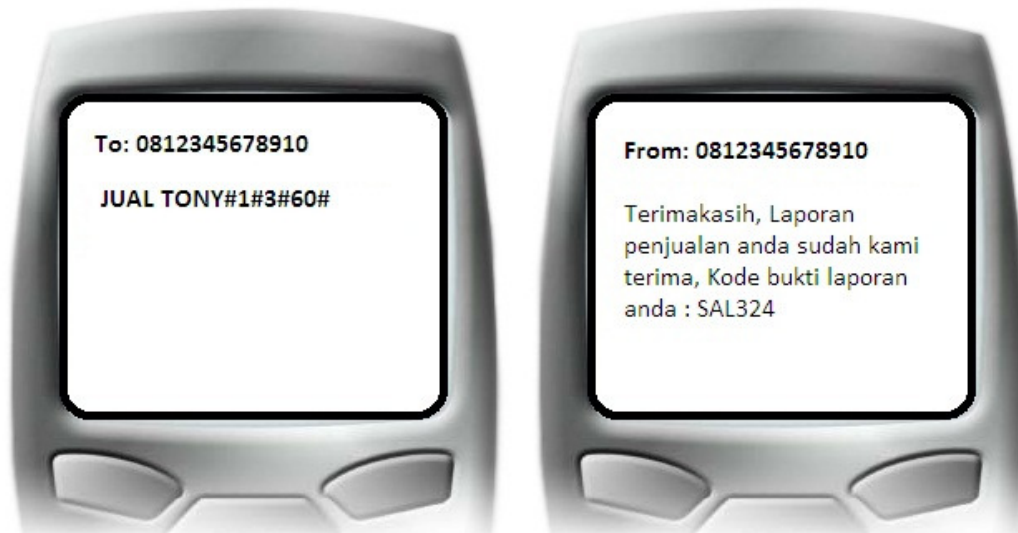 To: 0812345678910
JUAL TONY#1#3#60#
From: 0812345678910
Terimakasih, Laporan
penjualan anda sudah kami
terima, Kode bukti laporan
anda : SAL324